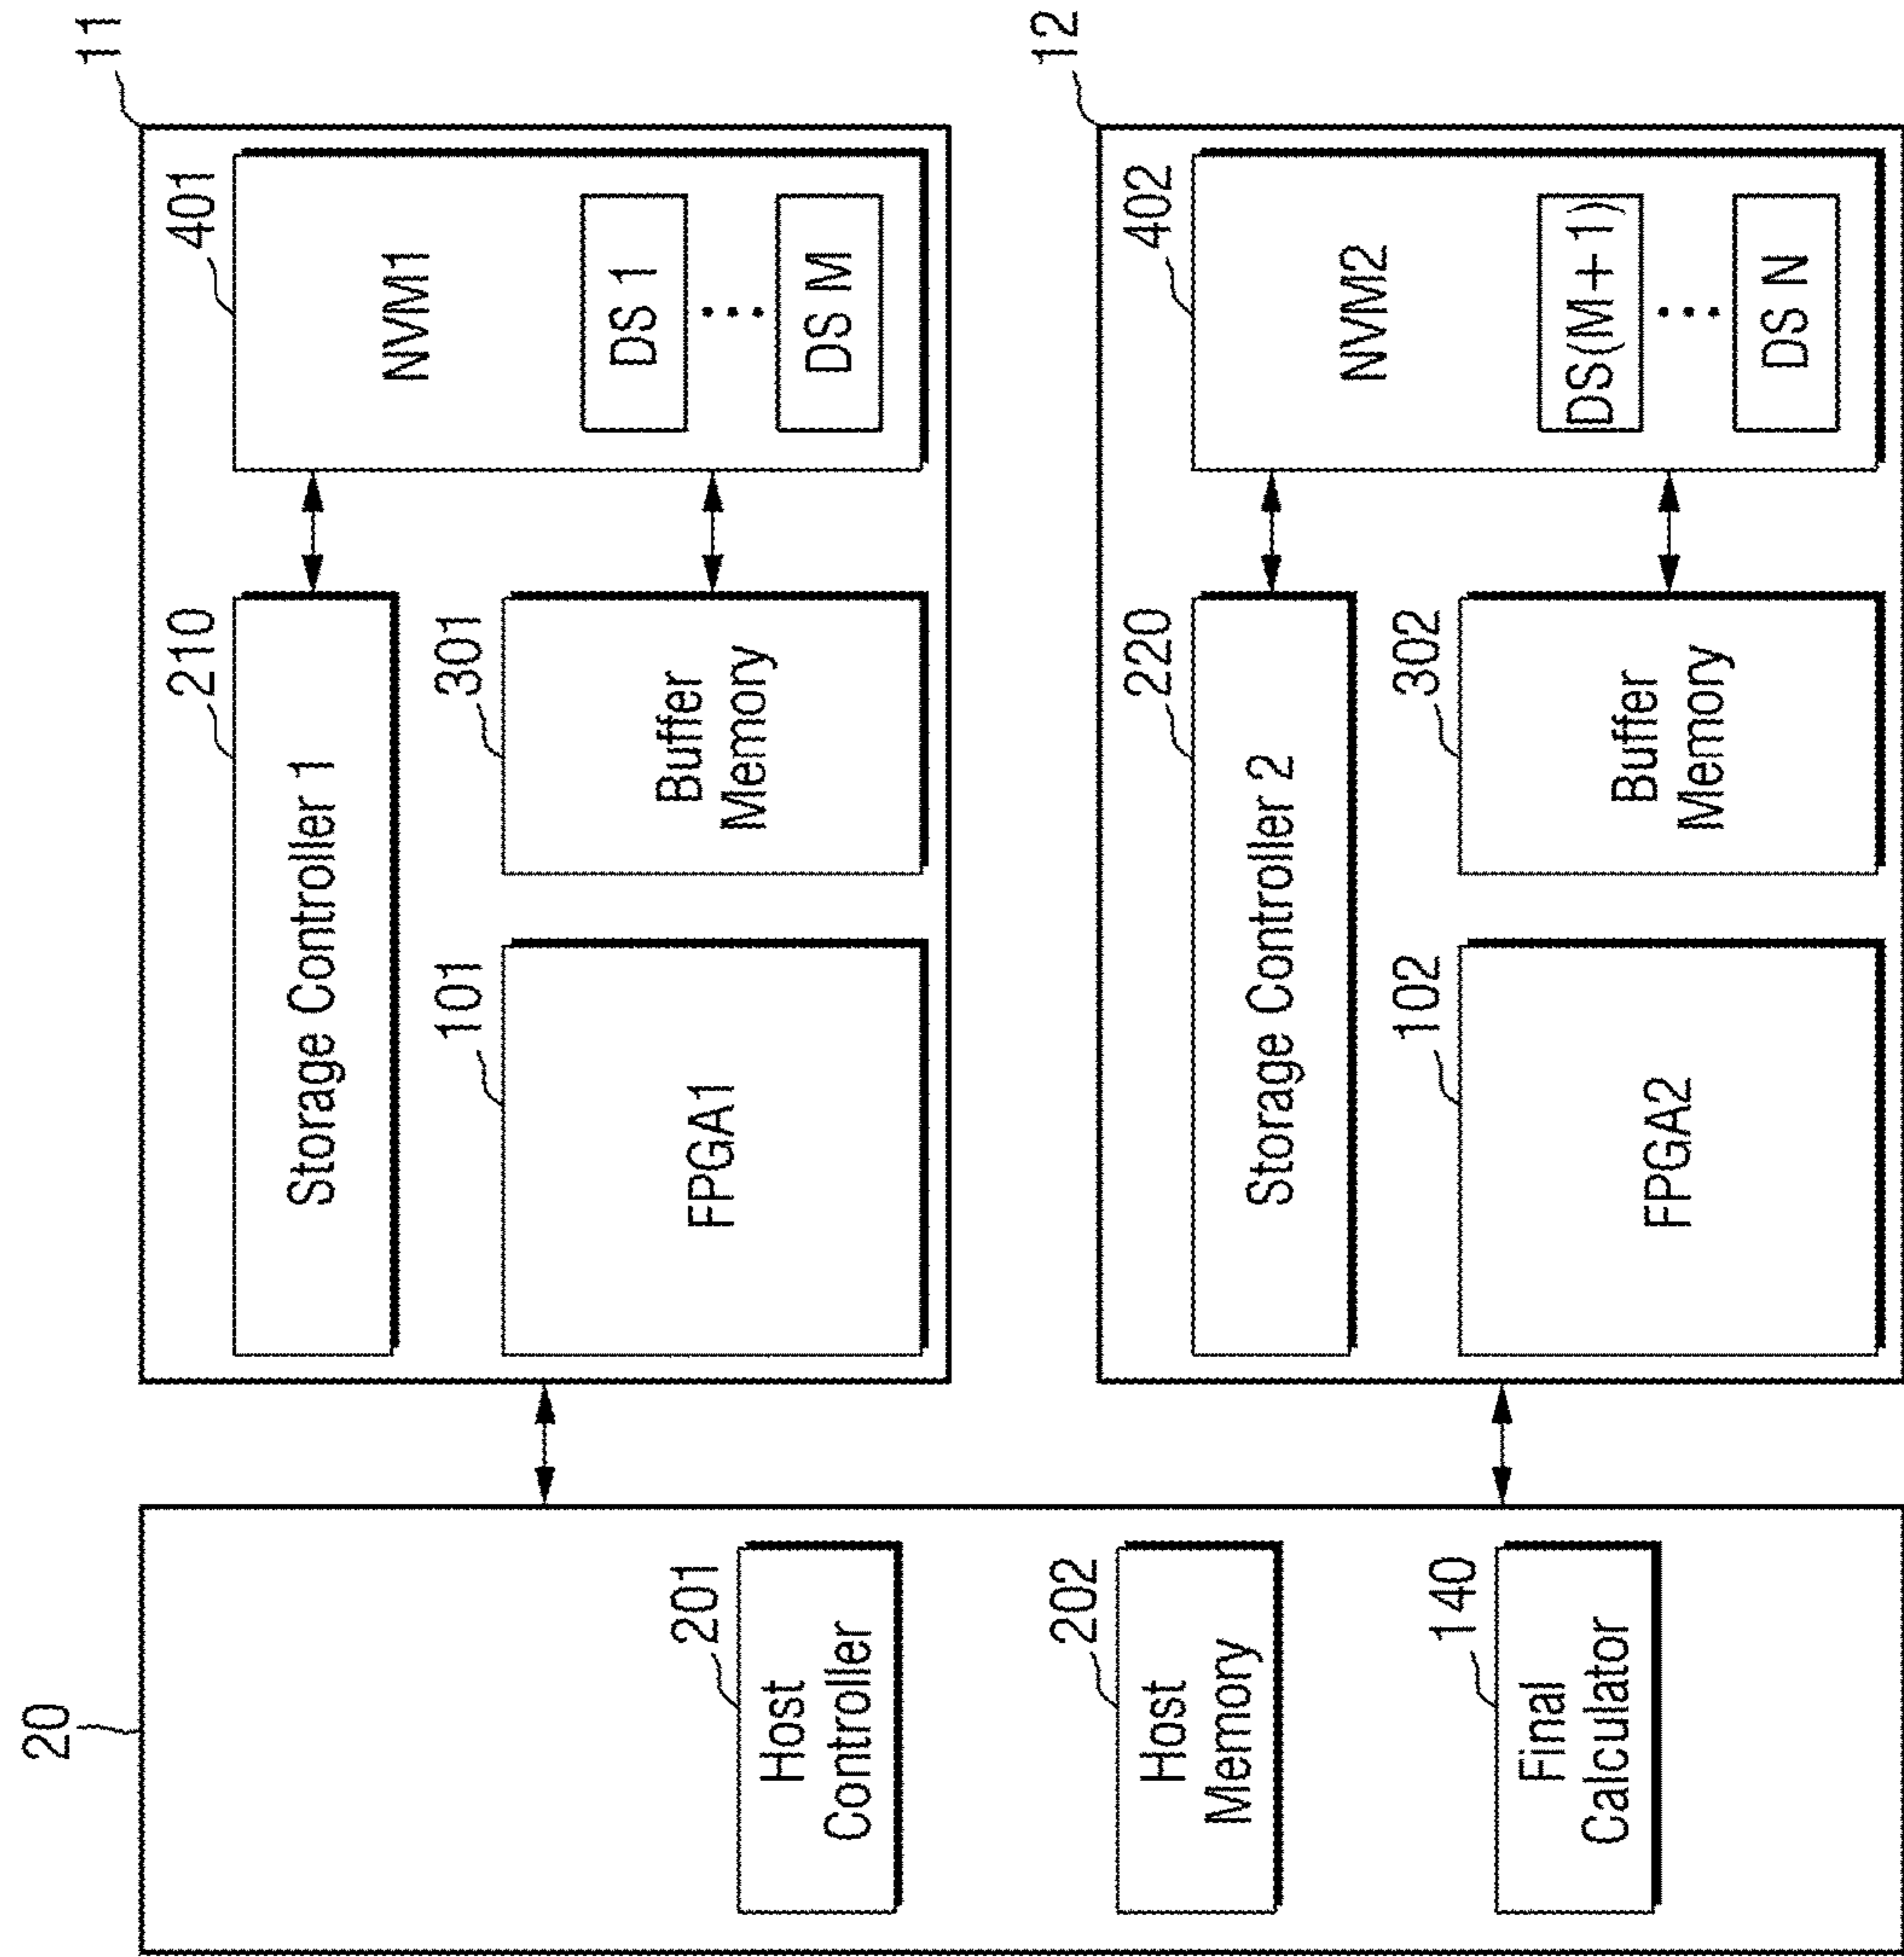 20
201
Host
Controller
202
Host
Memory
140
Final
Calculator
11
210
Storage Controller 1
101
FPGA1
301
Buffer
Memory
401
NVM1
DS 1
⋮
DS M
12
220
Storage Controller 2
102
FPGA2
302
Buffer
Memory
402
NVM2
DS(M+1)
⋮
DS N